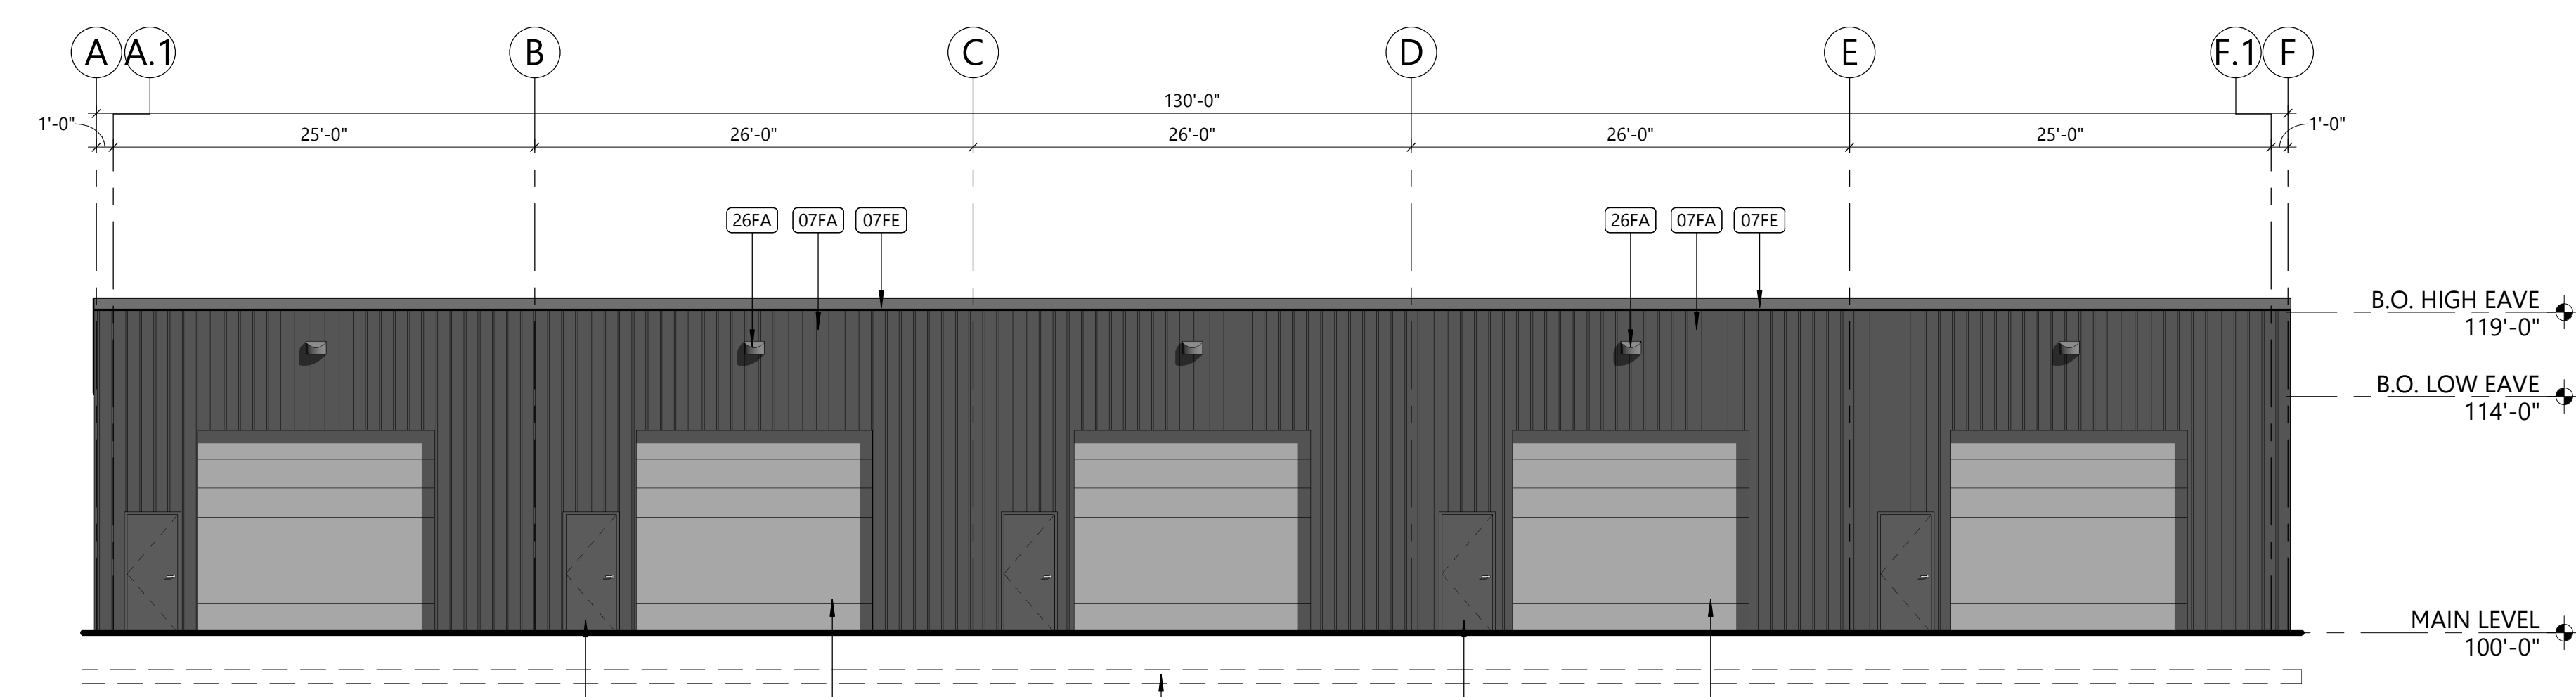 A A.1 B C D E F.1 F
130'-0"
1'-0" 25'-0" 26'-0" 26'-0" 26'-0" 25'-0" 1'-0"
26FA 07FA 07FE 26FA 07FA 07FE
B.O. HIGH EAVE
119'-0"
B.O. LOW EAVE
114'-0"
MAIN LEVEL
100'-0"